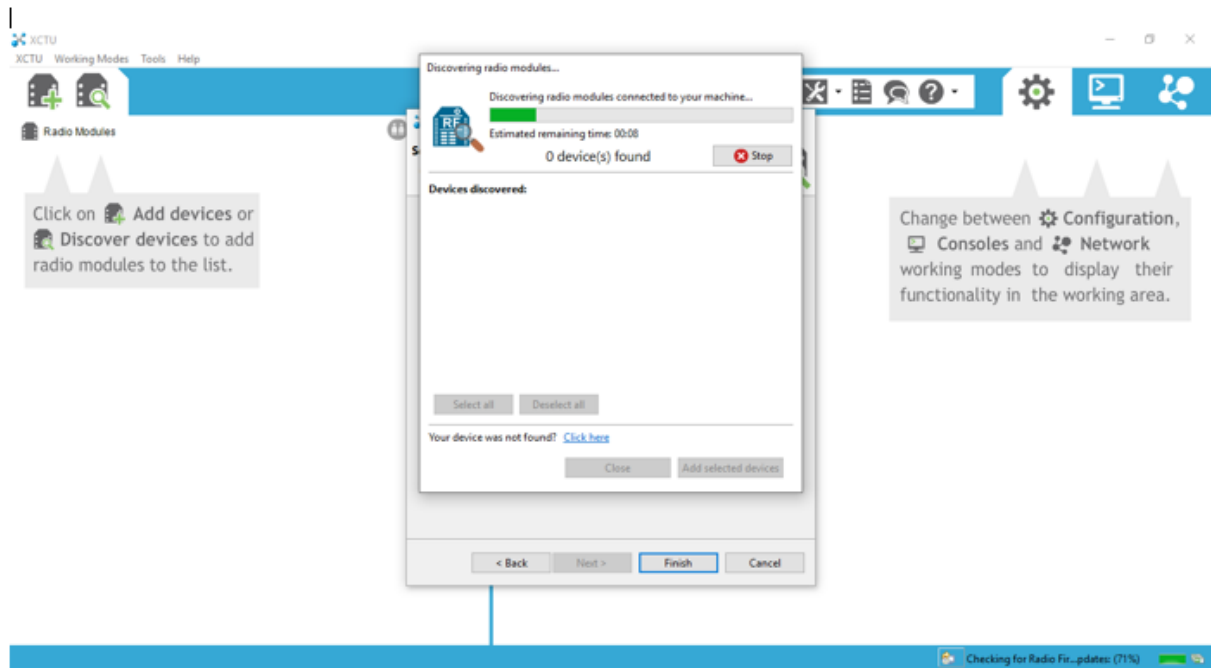 XCTU
XCTU Working Modes Tools Help
Radio Modules
Click on Add devices or
Discover devices to add
radio modules to the list.
Discovering radio modules...
Discovering radio modules connected to your machine...
RF
Estimated remaining time: 00:08
0 device(s) found
Stop
Devices discovered:
Select all Deselect all
Your device was not found? Click here
Close Add selected devices
< Back Next > Finish Cancel
Change between Configuration,
Consoles and Network
working modes to display their
functionality in the working area.
Checking for Radio Fir...pdates: (71%)